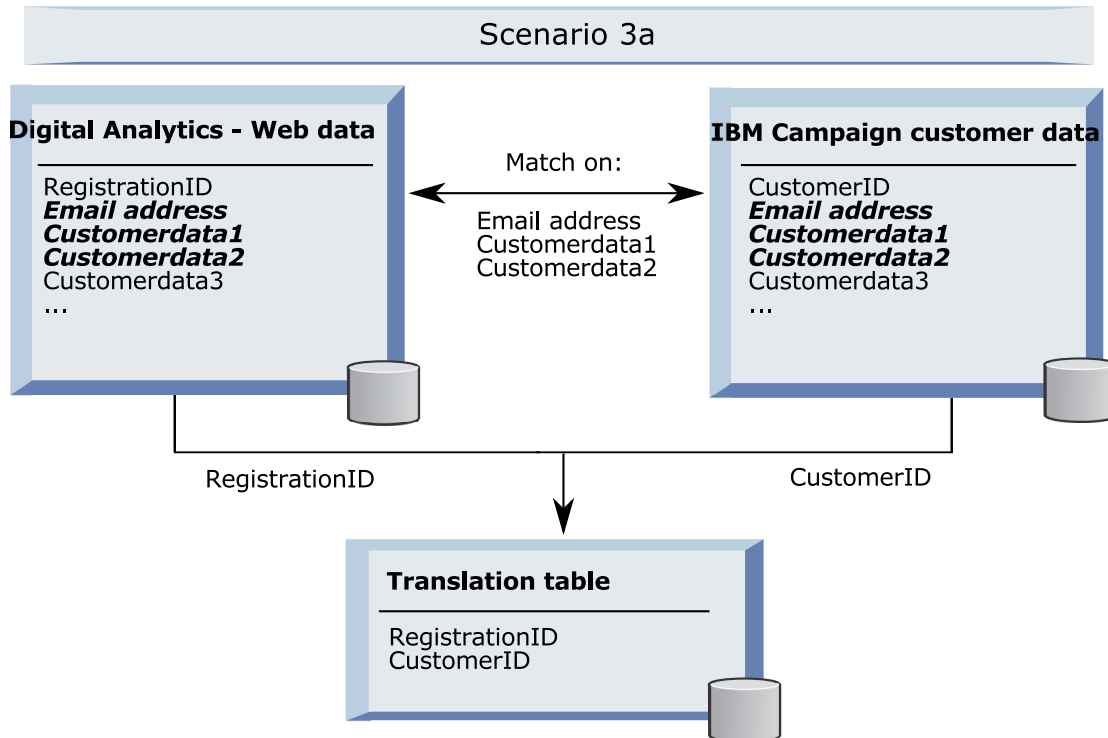 Scenario 3a
Digital Analytics - Web data
RegistrationID
Email address
Customerdata1
Customerdata2
Customerdata3
...
Match on:
Email address
Customerdata1
Customerdata2
IBM Campaign customer data
CustomerID
Email address
Customerdata1
Customerdata2
Customerdata3
...
RegistrationID
CustomerID
Translation table
RegistrationID
CustomerID